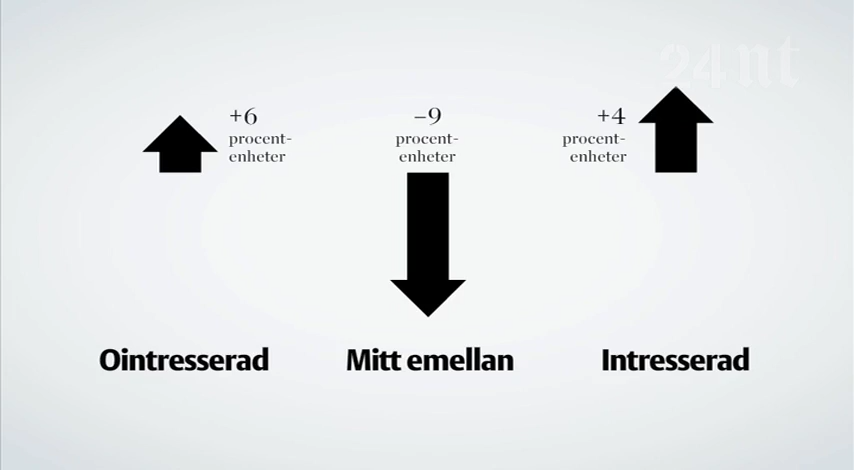 24nt
+6
procent-
enheter
–9
procent-
enheter
+4
procent-
enheter
Ointresserad
Mitt emellan
Intresserad